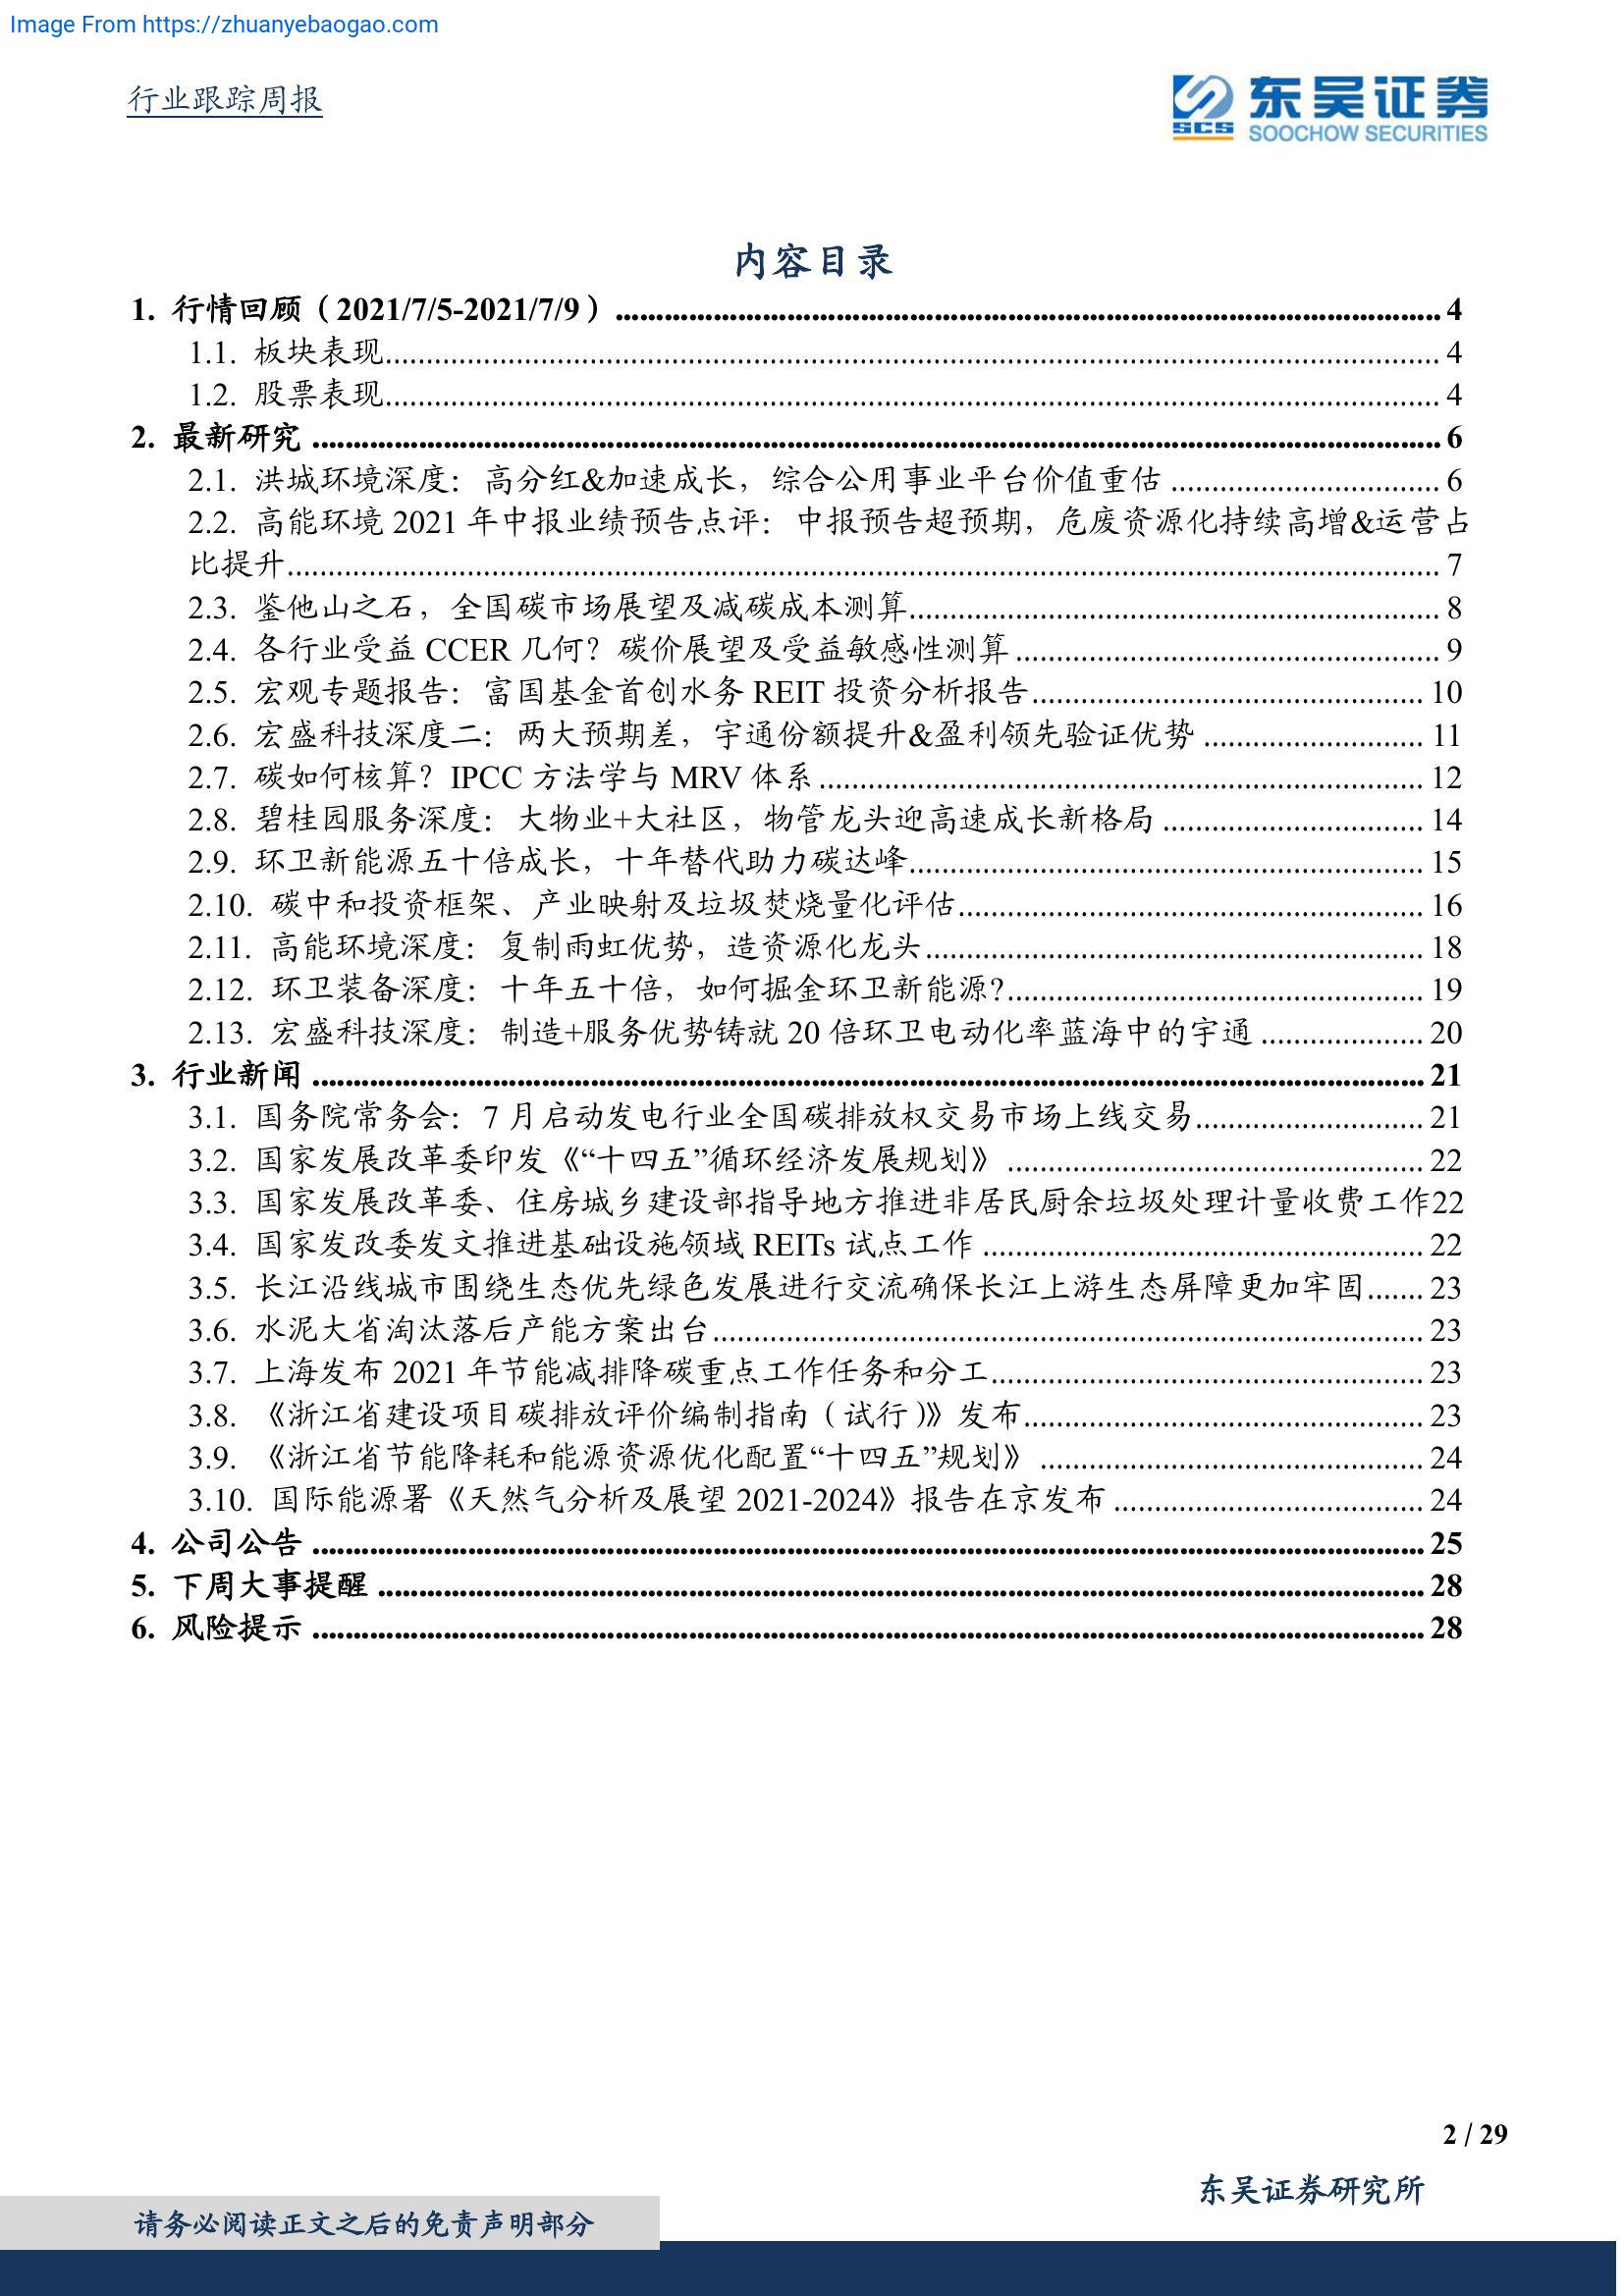 Image From https://zhuanyebaogao.com
行业跟踪周报
SCS 东吴证券
SOOCHOW SECURITIES
内容目录
1. 行情回顾（2021/7/5-2021/7/9） 4
1.1. 板块表现 4
1.2. 股票表现 4
2. 最新研究 6
2.1. 洪城环境深度：高分红&加速成长，综合公用事业平台价值重估 6
2.2. 高能环境 2021 年中报业绩预告点评：中报预告超预期，危废资源化持续高增&运营占
比提升 7
2.3. 鉴他山之石，全国碳市场展望及减碳成本测算 8
2.4. 各行业受益 CCER 几何？碳价展望及受益敏感性测算 9
2.5. 宏观专题报告：富国基金首创水务 REIT 投资分析报告 10
2.6. 宏盛科技深度二：两大预期差，宇通份额提升&盈利领先验证优势 11
2.7. 碳如何核算？IPCC 方法学与 MRV 体系 12
2.8. 碧桂园服务深度：大物业+大社区，物管龙头迎高速成长新格局 14
2.9. 环卫新能源五十倍成长，十年替代助力碳达峰 15
2.10. 碳中和投资框架、产业映射及垃圾焚烧量化评估 16
2.11. 高能环境深度：复制雨虹优势，造资源化龙头 18
2.12. 环卫装备深度：十年五十倍，如何掘金环卫新能源？ 19
2.13. 宏盛科技深度：制造+服务优势铸就 20 倍环卫电动化率蓝海中的宇通 20
3. 行业新闻 21
3.1. 国务院常务会：7 月启动发电行业全国碳排放权交易市场上线交易 21
3.2. 国家发展改革委印发《“十四五”循环经济发展规划》 22
3.3. 国家发展改革委、住房城乡建设部指导地方推进非居民厨余垃圾处理计量收费工作22
3.4. 国家发改委发文推进基础设施领域 REITs 试点工作 22
3.5. 长江沿线城市围绕生态优先绿色发展进行交流确保长江上游生态屏障更加牢固 23
3.6. 水泥大省淘汰落后产能方案出台 23
3.7. 上海发布 2021 年节能减排降碳重点工作任务和分工 23
3.8. 《浙江省建设项目碳排放评价编制指南（试行）》发布 23
3.9. 《浙江省节能降耗和能源资源优化配置“十四五”规划》 24
3.10. 国际能源署《天然气分析及展望 2021-2024》报告在京发布 24
4. 公司公告 25
5. 下周大事提醒 28
6. 风险提示 28
2 / 29
东吴证券研究所
请务必阅读正文之后的免责声明部分